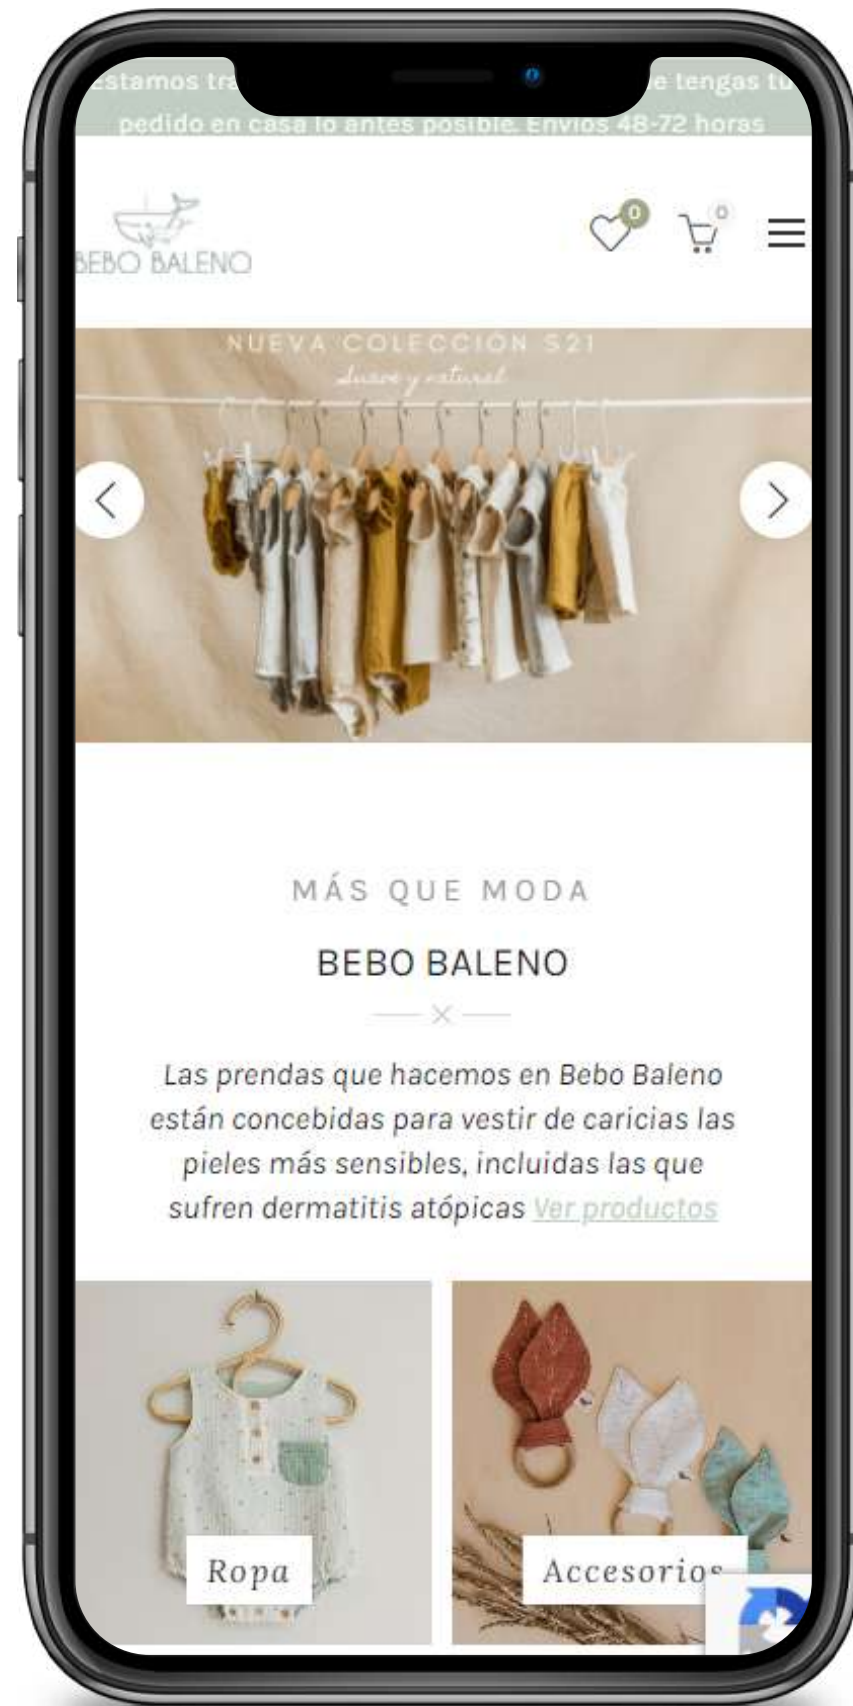 estamos
e tengas tu
pedido en casa lo antes posible. Envíos 48-72 horas
BEBO BALENO
0
0
NUEVA COLECCIÓN S21
Suave y natural
MÁS QUE MODA
BEBO BALENO
Las prendas que hacemos en Bebo Baleno
están concebidas para vestir de caricias las
pieles más sensibles, incluidas las que
sufren dermatitis atópicas Ver productos
Ropa
Accesorios